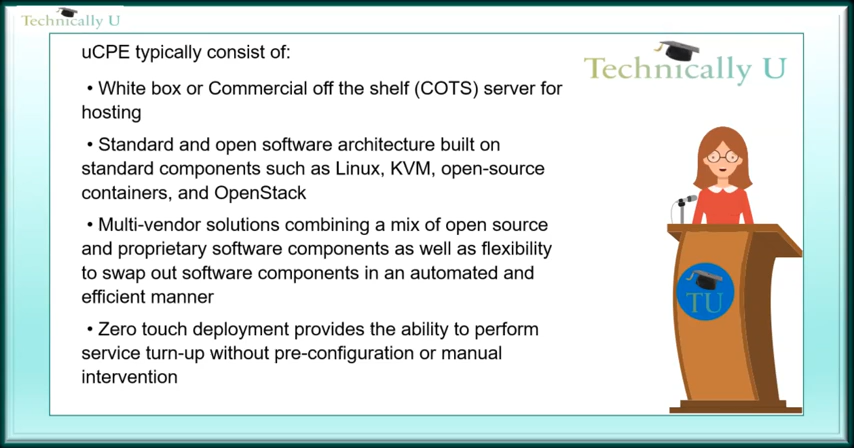 Technically U
uCPE typically consist of:
Technically U
• White box or Commercial off the shelf (COTS) server for
hosting
• Standard and open software architecture built on
standard components such as Linux, KVM, open-source
containers, and OpenStack
• Multi-vendor solutions combining a mix of open source
and proprietary software components as well as flexibility
to swap out software components in an automated and
efficient manner
• Zero touch deployment provides the ability to perform
service turn-up without pre-configuration or manual
intervention
TU